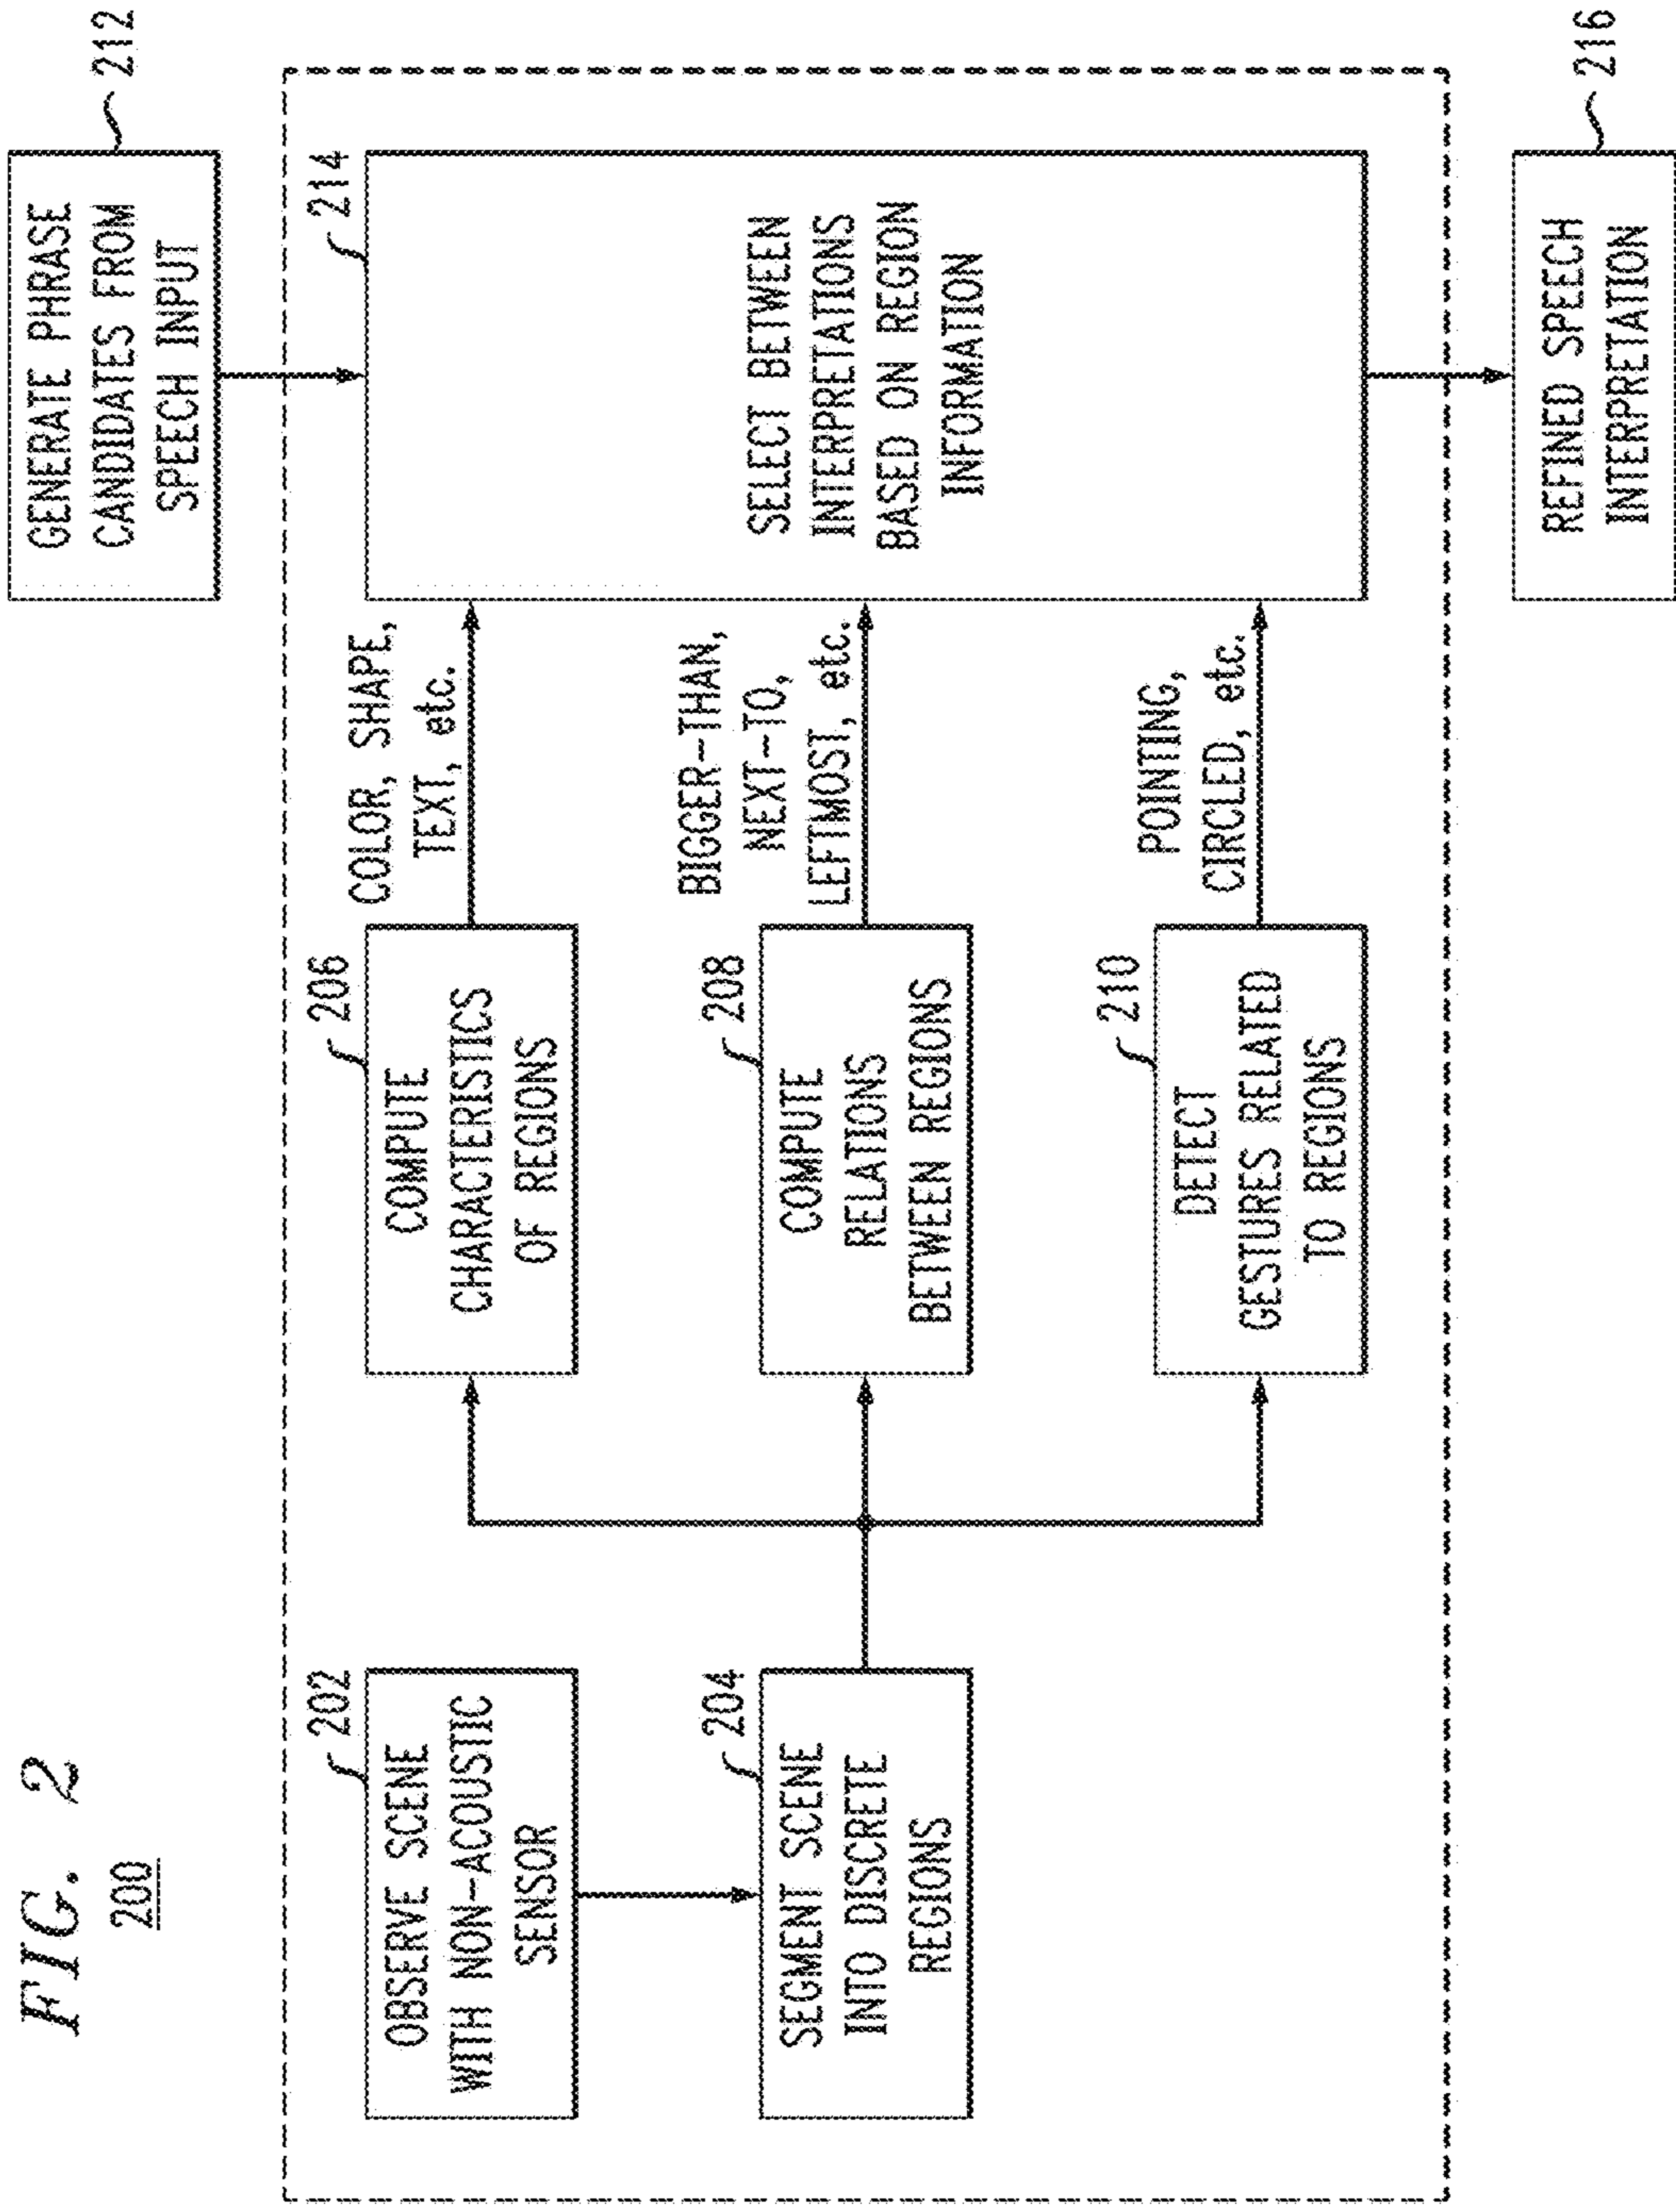 FIG. 2
200
202
OBSERVE SCENE
WITH NON-ACOUSTIC
SENSOR
204
SEGMENT SCENE
INTO DISCRETE
REGIONS
206
COMPUTE
CHARACTERISTICS
OF REGIONS
COLOR, SHAPE,
TEXT, etc.
208
COMPUTE
RELATIONS
BETWEEN REGIONS
BIGGER-THAN,
NEXT-TO,
LEFTMOST, etc.
210
DETECT
GESTURES RELATED
TO REGIONS
POINTING,
CIRCLED, etc.
GENERATE PHRASE
CANDIDATES FROM
SPEECH INPUT
212
214
SELECT BETWEEN
INTERPRETATIONS
BASED ON REGION
INFORMATION
REFINED SPEECH
INTERPRETATION
216